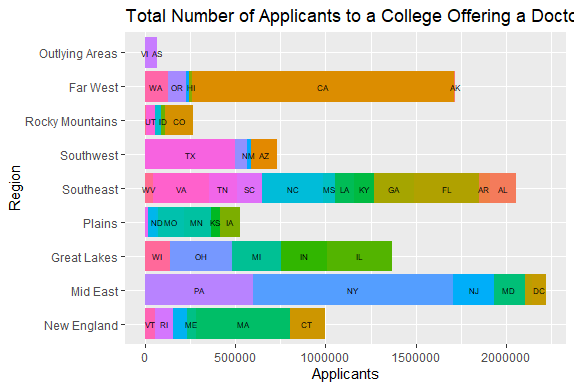 Total Number of Applicants to a College Offering a Docto
Region
Outlying Areas VI AS
Far West WA OR HI CA AK
Rocky Mountains UT ID CO
Southwest TX NM AZ
Southeast WV VA TN SC NC MS LA KY GA FL AR AL
Plains ND MO MN KS IA
Great Lakes WI OH MI IN IL
Mid East PA NY NJ MD DC
New England VT RI ME MA CT
0 500000 1000000 1500000 2000000
Applicants